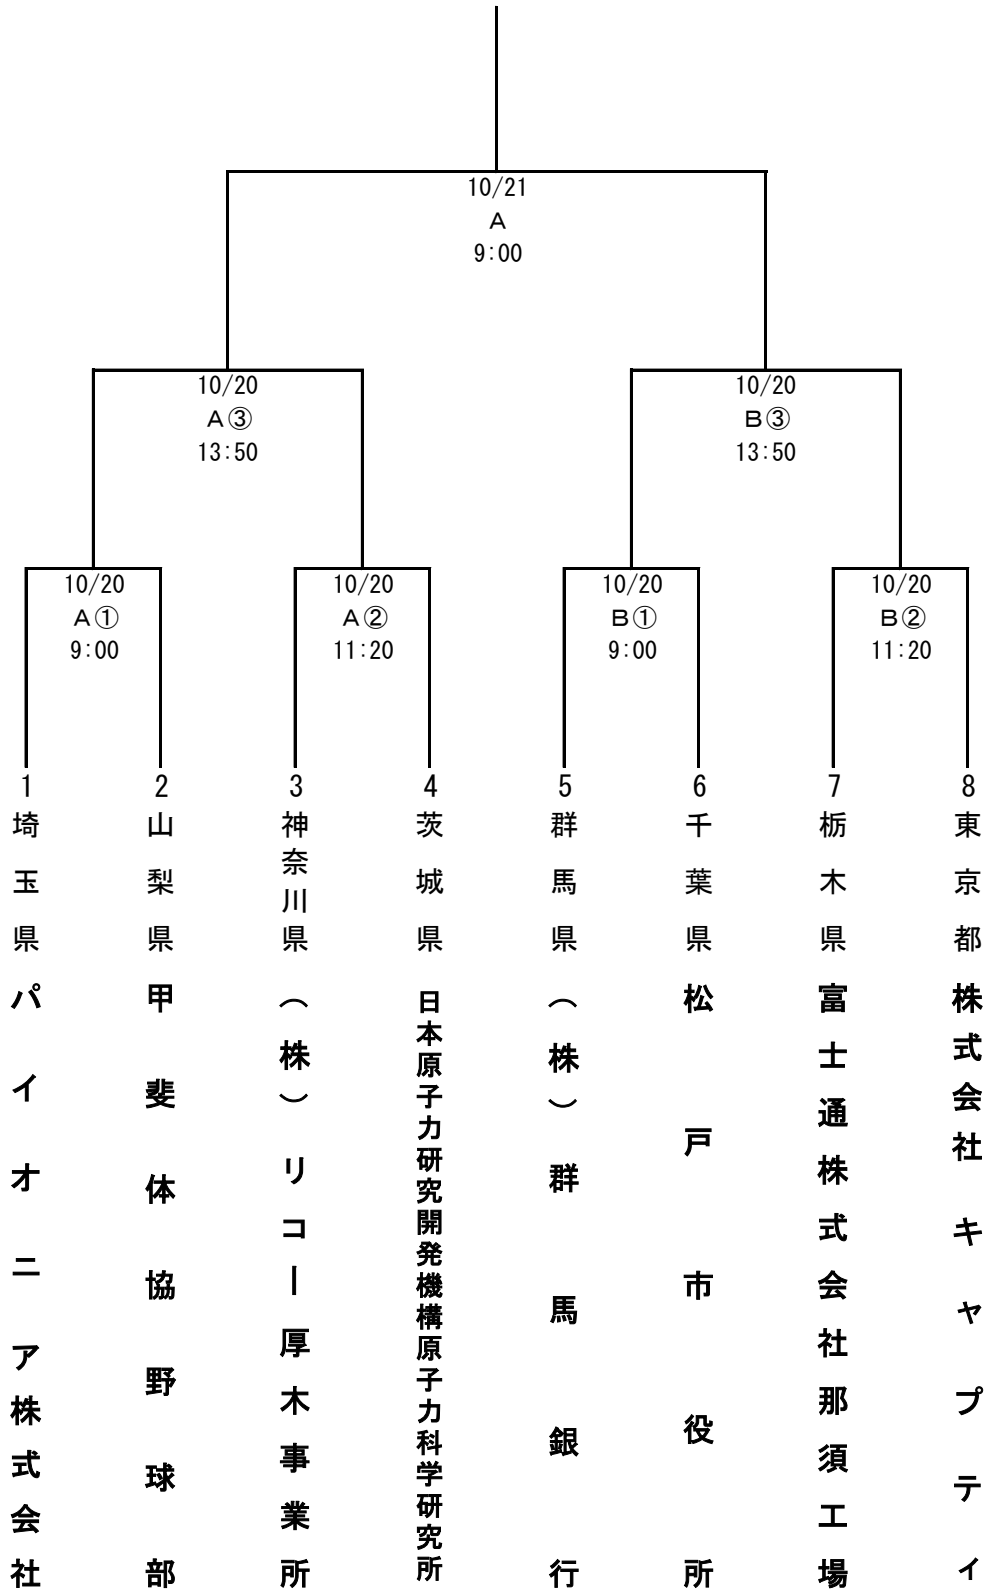 10/21
A
9:00
10/20
A③
13:50
10/20
B③
13:50
10/20
A①
9:00
10/20
A②
11:20
10/20
B①
9:00
10/20
B②
11:20
1
埼玉県
パイオニア株式会社
2
山梨県
甲斐体協野球部
3
神奈川県
（株）リコー厚木事業所
4
茨城県
日本原子力研究開発機構原子力科学研究所
5
群馬県
（株）群馬銀行
6
千葉県
松戸市役所
7
栃木県
富士通株式会社那須工場
8
東京都
株式会社キャプティ